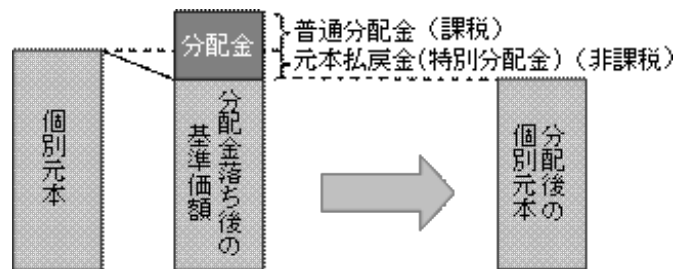 分配金
普通分配金（課税）
元本払戻金(特別分配金)（非課税）
個別元本
分配金落ち後の
基準価額
分配後の
個別元本